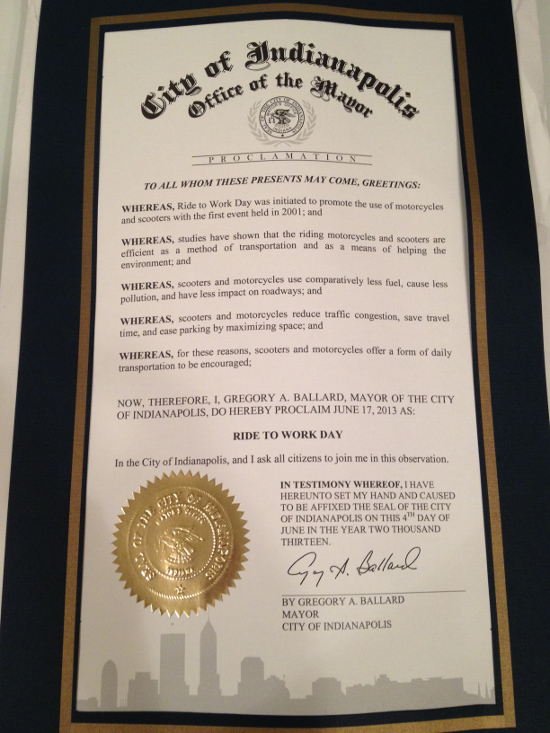 City of Indianapolis
Office of the Mayor
PROCLAMATION
TO ALL WHOM THESE PRESENTS MAY COME, GREETINGS:
WHEREAS, Ride to Work Day was initiated to promote the use of motorcycles
and scooters with the first event held in 2001; and
WHEREAS, studies have shown that the riding motorcycles and scooters are
efficient as a method of transportation and as a means of helping the
environment; and
WHEREAS, scooters and motorcycles use comparatively less fuel, cause less
pollution, and have less impact on roadways; and
WHEREAS, scooters and motorcycles reduce traffic congestion, save travel
time, and ease parking by maximizing space; and
WHEREAS, for these reasons, scooters and motorcycles offer a form of daily
transportation to be encouraged;
NOW, THEREFORE, I, GREGORY A. BALLARD, MAYOR OF THE CITY
OF INDIANAPOLIS, DO HEREBY PROCLAIM JUNE 17, 2013 AS:
RIDE TO WORK DAY
In the City of Indianapolis, and I ask all citizens to join me in this observation.
IN TESTIMONY WHEREOF, I HAVE
HEREUNTO SET MY HAND AND CAUSED
TO BE AFFIXED THE SEAL OF THE CITY
OF INDIANAPOLIS ON THIS 4TH DAY OF
JUNE IN THE YEAR TWO THOUSAND
THIRTEEN.
SEAL OF THE CITY OF INDIANAPOLIS
Greg A. Ballard
BY GREGORY A. BALLARD
MAYOR
CITY OF INDIANAPOLIS